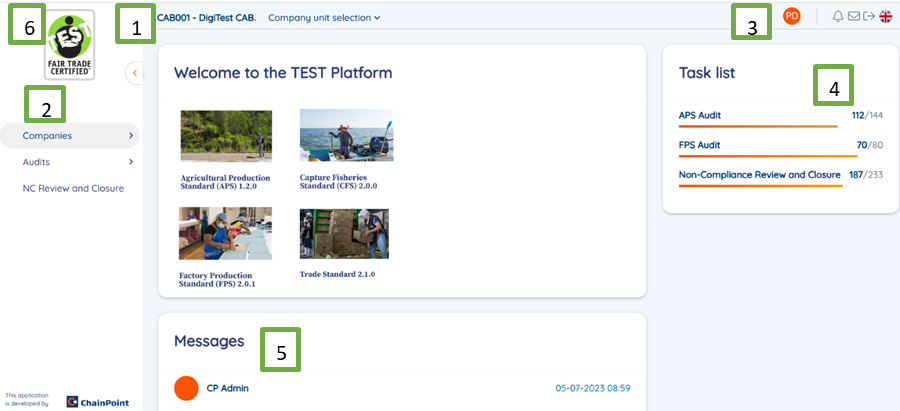 6
TEST
FAIR TRADE
CERTIFIED
1
CAB001 - DigiTest CAB.
Company unit selection
3
PD
2
Companies
Audits
NC Review and Closure
Welcome to the TEST Platform
Agricultural Production
Standard (APS) 1.2.0
Capture Fisheries
Standard (CFS) 2.0.0
Factory Production
Standard (FPS) 2.0.1
Trade Standard 2.1.0
Task list
4
APS Audit 112/144
FPS Audit 70/80
Non-Compliance Review and Closure 187/233
Messages
5
CP Admin 05-07-2023 08:59
This application
is developed by
ChainPoint